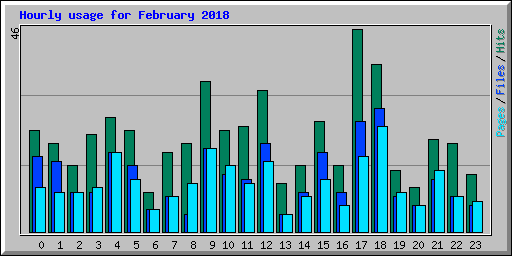 Hourly usage for February 2018
46
Pages / Files / Hits
0 1 2 3 4 5 6 7 8 9 10 11 12 13 14 15 16 17 18 19 20 21 22 23